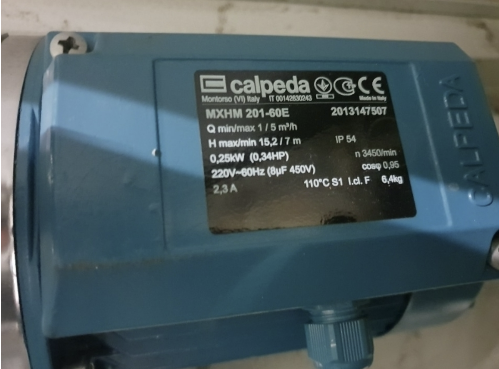 calpeda
Montorso (VI) Italy IT 00142630243 Made in Italy
MXHM 201-60E 2013147507
Q min/max 1 / 5 m³/h
H max/min 15,2 / 7 m IP 54
0,25kW (0,34HP) n 3450/min
220V~60Hz (8µF 450V) cosφ 0,95
2,3 A 110°C S1 I.cl. F 6,4kg
CALPEDA